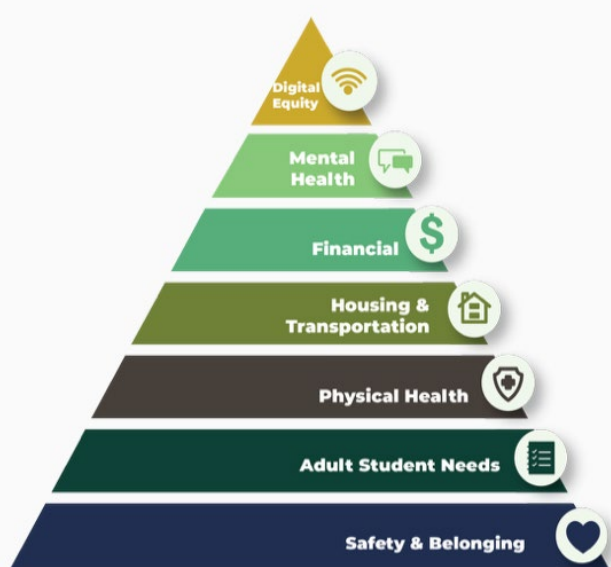 Digital
Equity
Mental
Health
Financial
$
Housing &
Transportation
Physical Health
Adult Student Needs
Safety & Belonging